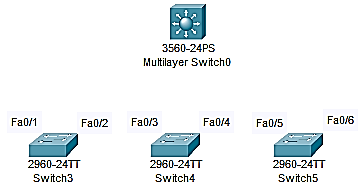 3560-24PS
Multilayer Switch0
Fa0/1 Fa0/2 Fa0/3 Fa0/4 Fa0/5 Fa0/6
2960-24TT 2960-24TT 2960-24TT
Switch3 Switch4 Switch5